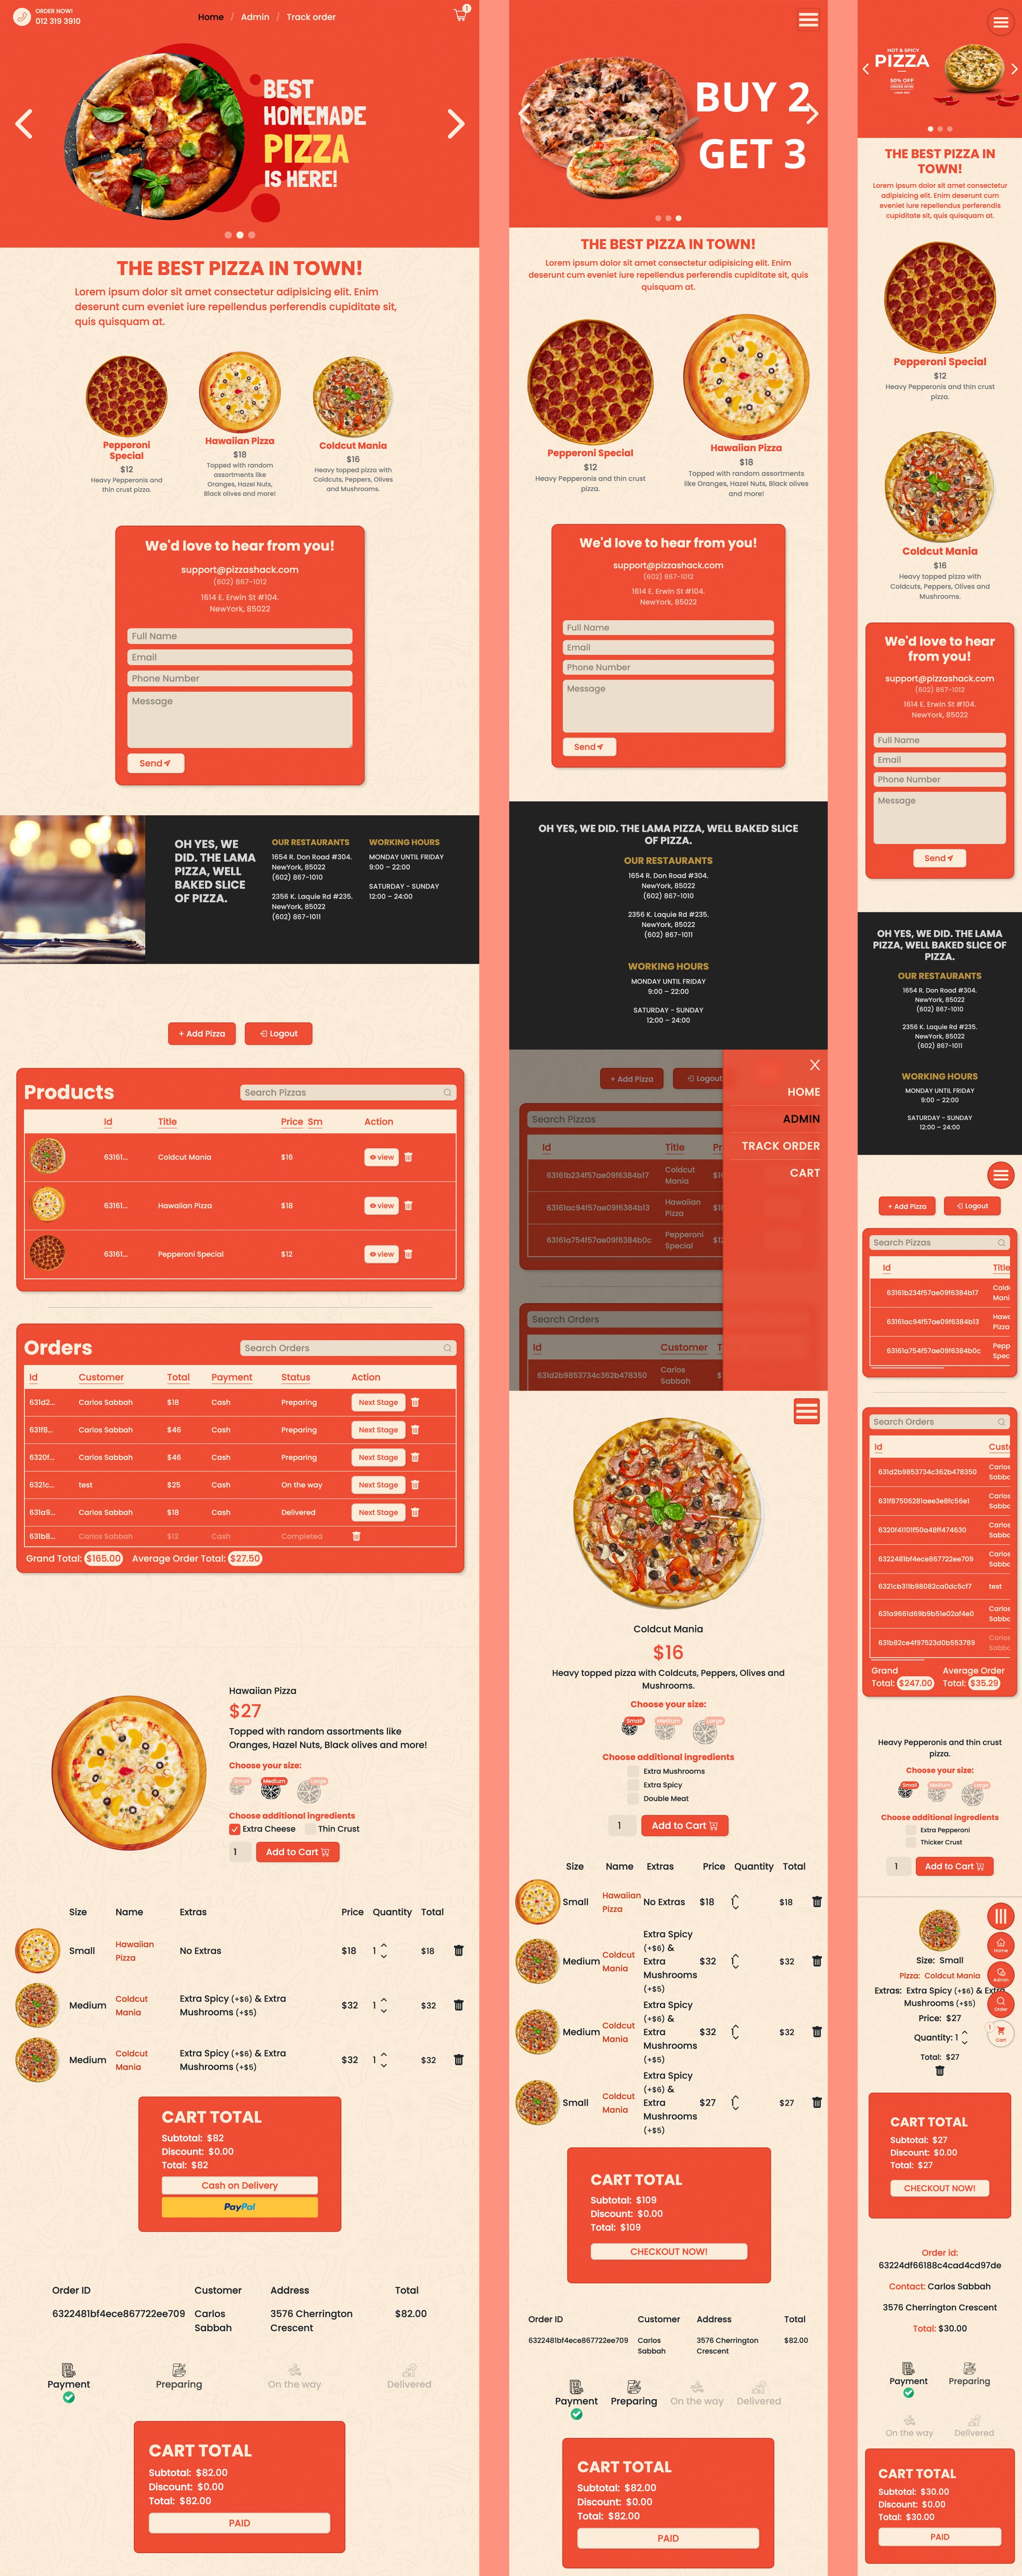 ORDER NOW!
012 319 3910
Home / Admin / Track order
1
BEST
HOMEMADE
PIZZA
IS HERE!
THE BEST PIZZA IN TOWN!
Lorem ipsum dolor sit amet consectetur adipisicing elit. Enim
deserunt cum eveniet iure repellendus perferendis cupiditate sit,
quis quisquam at.
Pepperoni
Special
$12
Heavy Pepperonis and
thin crust pizza.
Hawaiian Pizza
$18
Topped with random
assortments like
Oranges, Hazel Nuts,
Black olives and more!
Coldcut Mania
$16
Heavy topped pizza with
Coldcuts, Peppers, Olives
and Mushrooms.
We'd love to hear from you!
support@pizzashack.com
(602) 867-1012
1614 E. Erwin St #104.
NewYork, 85022
Full Name
Email
Phone Number
Message
Send
OH YES, WE
DID. THE LAMA
PIZZA, WELL
BAKED SLICE
OF PIZZA.
OUR RESTAURANTS
1654 R. Don Road #304.
NewYork, 85022
(602) 867-1010
2356 K. Laquie Rd #235.
NewYork, 85022
(602) 867-1011
WORKING HOURS
MONDAY UNTIL FRIDAY
9:00 – 22:00
SATURDAY - SUNDAY
12:00 – 24:00
+ Add Pizza
Logout
Products
Search Pizzas
Id Title Price Sm Action
63161... Coldcut Mania $16 view
63161... Hawaiian Pizza $18 view
63161... Pepperoni Special $12 view
Orders
Search Orders
Id Customer Total Payment Status Action
631d2... Carlos Sabbah $18 Cash Preparing Next Stage
631f8... Carlos Sabbah $46 Cash Preparing Next Stage
6320f... Carlos Sabbah $46 Cash Preparing Next Stage
6321c... test $25 Cash On the way Next Stage
631a9... Carlos Sabbah $18 Cash Delivered Next Stage
631b8... Carlos Sabbah $12 Cash Completed
Grand Total: $165.00 Average Order Total: $27.50
Hawaiian Pizza
$27
Topped with random assortments like
Oranges, Hazel Nuts, Black olives and more!
Choose your size:
Small Medium Large
Choose additional ingredients
Extra Cheese Thin Crust
1 Add to Cart
Size Name Extras Price Quantity Total
Small Hawaiian Pizza No Extras $18 1 $18
Medium Coldcut Mania Extra Spicy (+$6) & Extra Mushrooms (+$5) $32 1 $32
Medium Coldcut Mania Extra Spicy (+$6) & Extra Mushrooms (+$5) $32 1 $32
CART TOTAL
Subtotal: $82
Discount: $0.00
Total: $82
Cash on Delivery
PayPal
Order ID Customer Address Total
6322481bf4ece867722ee709 Carlos Sabbah 3576 Cherrington Crescent $82.00
Payment Preparing On the way Delivered
CART TOTAL
Subtotal: $82.00
Discount: $0.00
Total: $82.00
PAID
BUY 2
GET 3
THE BEST PIZZA IN TOWN!
Lorem ipsum dolor sit amet consectetur adipisicing elit. Enim
deserunt cum eveniet iure repellendus perferendis cupiditate sit, quis
quisquam at.
Pepperoni Special
$12
Heavy Pepperonis and thin crust
pizza.
Hawaiian Pizza
$18
Topped with random assortments
like Oranges, Hazel Nuts, Black olives
and more!
We'd love to hear from you!
support@pizzashack.com
(602) 867-1012
1614 E. Erwin St #104.
NewYork, 85022
Full Name
Email
Phone Number
Message
Send
OH YES, WE DID. THE LAMA PIZZA, WELL BAKED SLICE
OF PIZZA.
OUR RESTAURANTS
1654 R. Don Road #304.
NewYork, 85022
(602) 867-1010
2356 K. Laquie Rd #235.
NewYork, 85022
(602) 867-1011
WORKING HOURS
MONDAY UNTIL FRIDAY
9:00 – 22:00
SATURDAY - SUNDAY
12:00 – 24:00
+ Add Pizza
Logout
X
HOME
ADMIN
TRACK ORDER
CART
Search Pizzas
Id Title Pr
63161b234f57ae09f6384b17 Coldcut Mania $1
63161ac94f57ae09f6384b13 Hawaiian Pizza $1
63161a754f57ae09f6384b0c Pepperoni Special $1
Search Orders
Id Customer T
631d2b9853734c362b478350 Carlos Sabbah
Coldcut Mania
$16
Heavy topped pizza with Coldcuts, Peppers, Olives and
Mushrooms.
Choose your size:
Small Medium Large
Choose additional ingredients
Extra Mushrooms
Extra Spicy
Double Meat
1 Add to Cart
Size Name Extras Price Quantity Total
Small Hawaiian Pizza No Extras $18 1 $18
Medium Coldcut Mania Extra Spicy (+$6) & Extra Mushrooms (+$5) $32 1 $32
Medium Coldcut Mania Extra Spicy (+$6) & Extra Mushrooms (+$5) $32 1 $32
Small Coldcut Mania Extra Spicy (+$6) & Extra Mushrooms (+$5) $27 1 $27
CART TOTAL
Subtotal: $109
Discount: $0.00
Total: $109
CHECKOUT NOW!
Order ID Customer Address Total
6322481bf4ece867722ee709 Carlos Sabbah 3576 Cherrington Crescent $82.00
Payment Preparing On the way Delivered
CART TOTAL
Subtotal: $82.00
Discount: $0.00
Total: $82.00
PAID
HOT & SPICY
PIZZA
50% OFF
ORDER NOW
THE BEST PIZZA IN
TOWN!
Lorem ipsum dolor sit amet consectetur
adipisicing elit. Enim deserunt cum
eveniet iure repellendus perferendis
cupiditate sit, quis quisquam at.
Pepperoni Special
$12
Heavy Pepperonis and thin crust
pizza.
Coldcut Mania
$16
Heavy topped pizza with
Coldcuts, Peppers, Olives and
Mushrooms.
We'd love to hear
from you!
support@pizzashack.com
(602) 867-1012
1614 E. Erwin St #104.
NewYork, 85022
Full Name
Email
Phone Number
Message
Send
OH YES, WE DID. THE LAMA
PIZZA, WELL BAKED SLICE OF
PIZZA.
OUR RESTAURANTS
1654 R. Don Road #304.
NewYork, 85022
(602) 867-1010
2356 K. Laquie Rd #235.
NewYork, 85022
(602) 867-1011
WORKING HOURS
MONDAY UNTIL FRIDAY
9:00 – 22:00
SATURDAY - SUNDAY
12:00 – 24:00
+ Add Pizza
Logout
Search Pizzas
Id Title
63161b234f57ae09f6384b17 Coldc Mani
63161ac94f57ae09f6384b13 Hawa Pizza
63161a754f57ae09f6384b0c Pepp Spec
Search Orders
Id Custo
631d2b9853734c362b478350 Carlos Sabbc
631f87506281aee3e8fc56e1 Carlos Sabbc
6320f41101f50a48ff474630 Carlos Sabbc
6322481bf4ece867722ee709 Carlos Sabbc
6321cb311b98082ca0dc5cf7 test
631a9661d69b9b51e02af4e0 Carlos Sabbc
631b82ce4f97523d0b553789 Carlos Sabbc
Grand Total: $247.00
Average Order Total: $35.29
Heavy Pepperonis and thin crust
pizza.
Choose your size:
Small Medium Large
Choose additional ingredients
Extra Pepperoni
Thicker Crust
1 Add to Cart
Home
Admin
Order
1
Cart
Size: Small
Pizza: Coldcut Mania
Extras: Extra Spicy (+$6) & Extra
Mushrooms (+$5)
Price: $27
Quantity: 1
Total: $27
CART TOTAL
Subtotal: $27
Discount: $0.00
Total: $27
CHECKOUT NOW!
Order id:
63224df66188c4cad4cd97de
Contact: Carlos Sabbah
3576 Cherrington Crescent
Total: $30.00
Payment Preparing
On the way Delivered
CART TOTAL
Subtotal: $30.00
Discount: $0.00
Total: $30.00
PAID